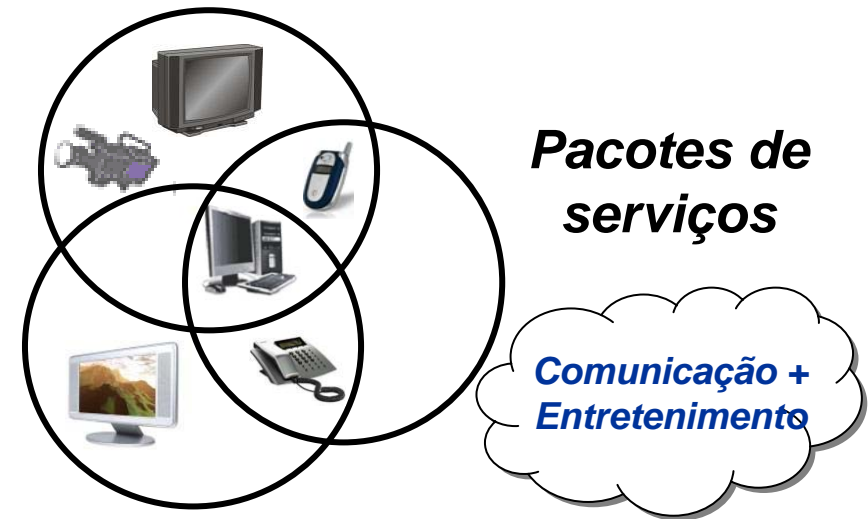 Pacotes de
serviços
Comunicação +
Entretenimento